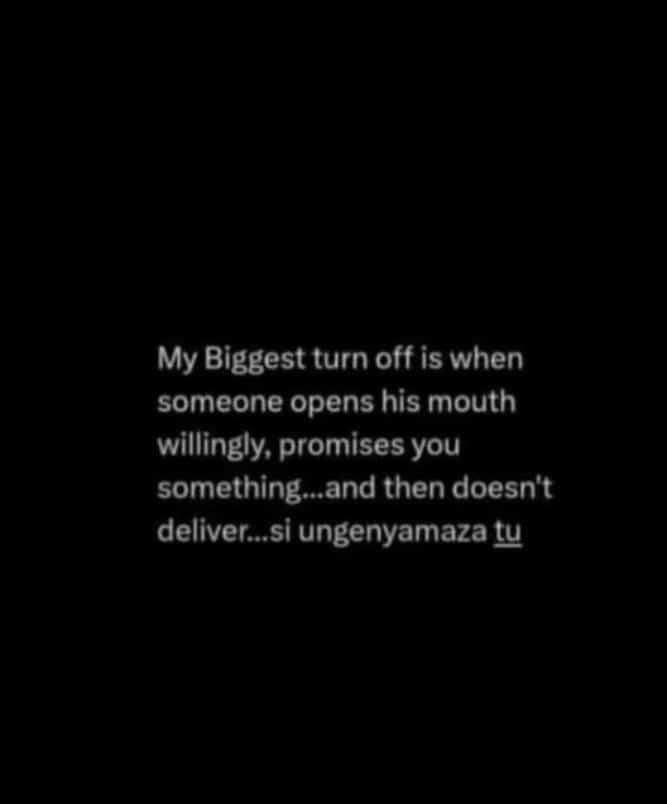 My Biggest turn off is when
someone opens his mouth
willingly, promises you
something...and then doesn't
deliver...si ungenyamaza tu